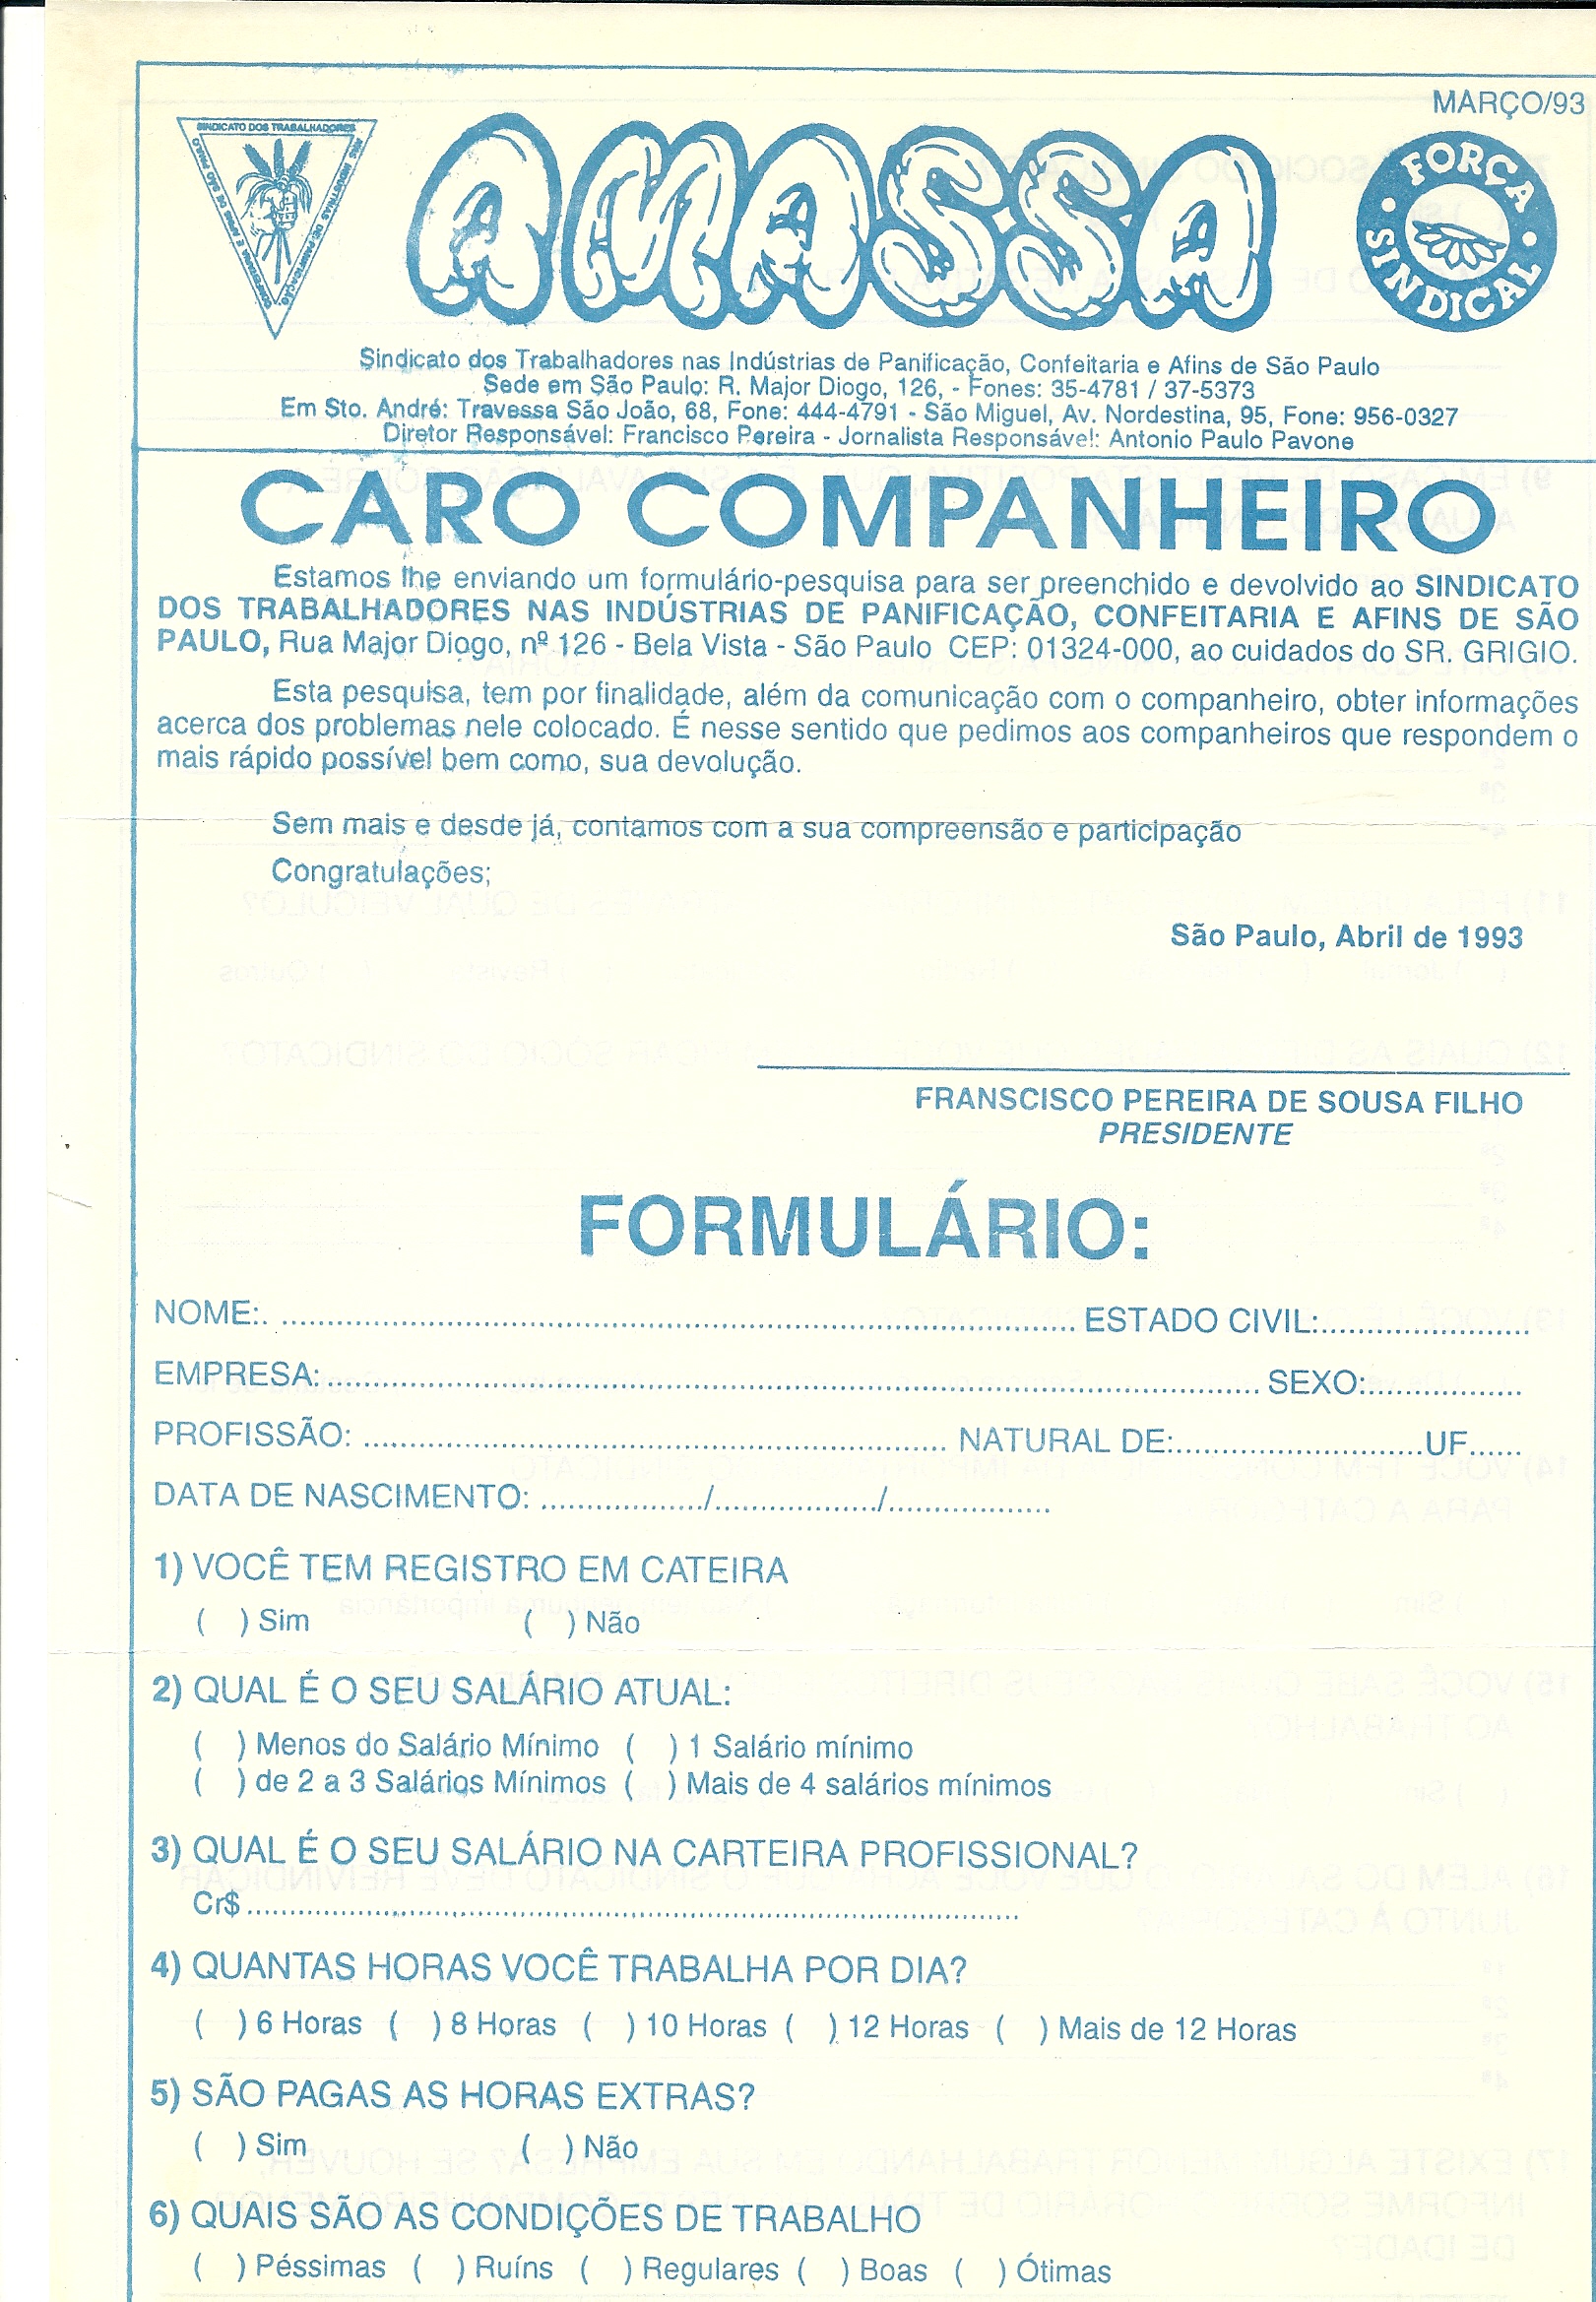 MARÇO/93
SINDICATO DOS TRABALHADORES
NAS INDÚSTRIAS DE PANIFICAÇÃO
CONFEITARIA E AFINS DE SÃO PAULO
AMASSA
FORÇA
SINDICAL
Sindicato dos Trabalhadores nas Indústrias de Panificação, Confeitaria e Afins de São Paulo
Sede em São Paulo: R. Major Diogo, 126, - Fones: 35-4781 / 37-5373
Em Sto. André: Travessa São João, 68, Fone: 444-4791 - São Miguel, Av. Nordestina, 95, Fone: 956-0327
Diretor Responsável: Francisco Pereira - Jornalista Responsável: Antonio Paulo Pavone
CARO COMPANHEIRO
Estamos lhe enviando um formulário-pesquisa para ser preenchido e devolvido ao SINDICATO
DOS TRABALHADORES NAS INDÚSTRIAS DE PANIFICAÇÃO, CONFEITARIA E AFINS DE SÃO
PAULO, Rua Major Diogo, nº 126 - Bela Vista - São Paulo CEP: 01324-000, ao cuidados do SR. GRIGIO.
Esta pesquisa, tem por finalidade, além da comunicação com o companheiro, obter informações
acerca dos problemas nele colocado. É nesse sentido que pedimos aos companheiros que respondem o
mais rápido possível bem como, sua devolução.
Sem mais e desde já, contamos com a sua compreensão e participação
Congratulações;
São Paulo, Abril de 1993
FRANSCISCO PEREIRA DE SOUSA FILHO
PRESIDENTE
FORMULÁRIO:
NOME:. ........................ ESTADO CIVIL:........................
EMPRESA:........................ SEXO:.................
PROFISSÃO: ........................ NATURAL DE:........................UF......
DATA DE NASCIMENTO: ................../................../..................
1) VOCÊ TEM REGISTRO EM CATEIRA
( ) Sim ( ) Não
2) QUAL É O SEU SALÁRIO ATUAL:
( ) Menos do Salário Mínimo ( ) 1 Salário mínimo
( ) de 2 a 3 Salários Mínimos ( ) Mais de 4 salários mínimos
3) QUAL É O SEU SALÁRIO NA CARTEIRA PROFISSIONAL?
Cr$........................
4) QUANTAS HORAS VOCÊ TRABALHA POR DIA?
( ) 6 Horas ( ) 8 Horas ( ) 10 Horas ( ) 12 Horas ( ) Mais de 12 Horas
5) SÃO PAGAS AS HORAS EXTRAS?
( ) Sim ( ) Não
6) QUAIS SÃO AS CONDIÇÕES DE TRABALHO
( ) Péssimas ( ) Ruíns ( ) Regulares ( ) Boas ( ) Ótimas